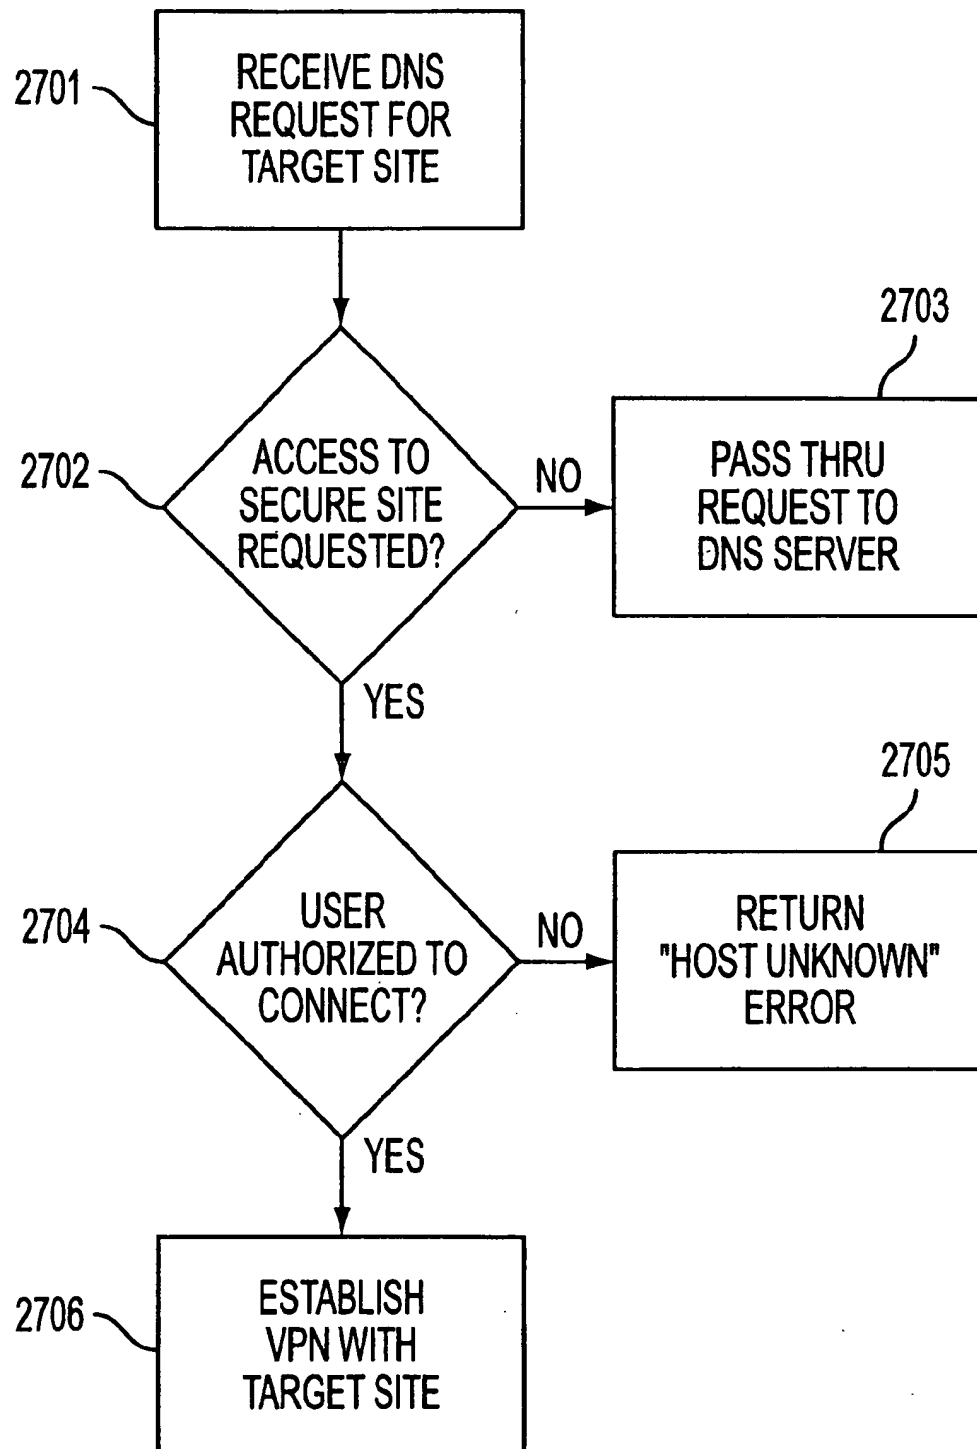 2701
RECEIVE DNS
REQUEST FOR
TARGET SITE
2702
ACCESS TO
SECURE SITE
REQUESTED?
NO
2703
PASS THRU
REQUEST TO
DNS SERVER
YES
2704
USER
AUTHORIZED TO
CONNECT?
NO
2705
RETURN
"HOST UNKNOWN"
ERROR
YES
2706
ESTABLISH
VPN WITH
TARGET SITE